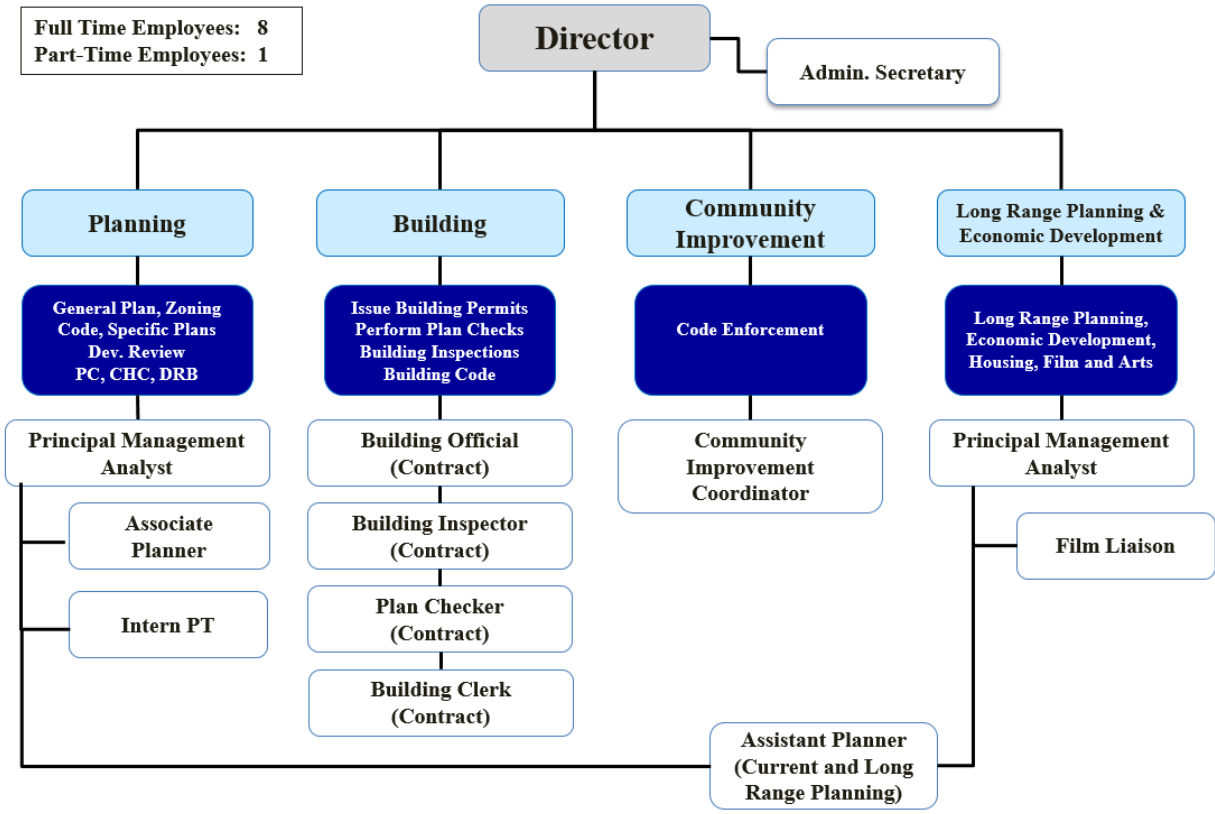 Full Time Employees: 8
Part-Time Employees: 1
Director
Admin. Secretary
Planning
Building
Community
Improvement
Long Range Planning &
Economic Development
General Plan, Zoning
Code, Specific Plans
Dev. Review
PC, CHC, DRB
Issue Building Permits
Perform Plan Checks
Building Inspections
Building Code
Code Enforcement
Long Range Planning,
Economic Development,
Housing, Film and Arts
Principal Management
Analyst
Building Official
(Contract)
Community
Improvement
Coordinator
Principal Management
Analyst
Associate
Planner
Building Inspector
(Contract)
Film Liaison
Intern PT
Plan Checker
(Contract)
Building Clerk
(Contract)
Assistant Planner
(Current and Long
Range Planning)